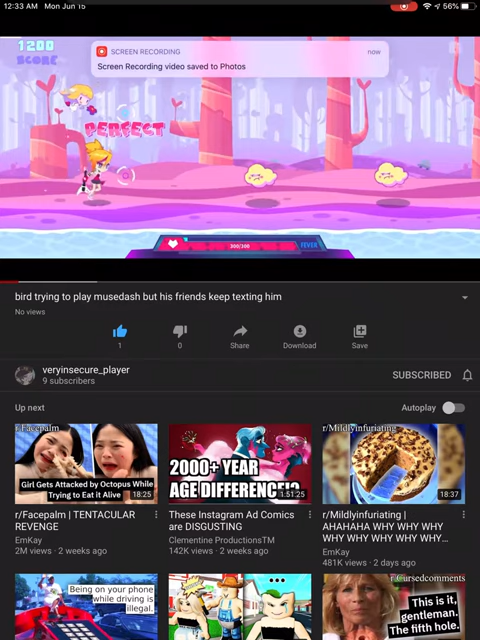 12:33 AM Mon Jun 15
56%
1200
SCORE
SCREEN RECORDING
now
Screen Recording video saved to Photos
PERFECT
300/300
FEVER
bird trying to play musedash but his friends keep texting him
No views
1
0
Share
Download
Save
veryinsecure_player
9 subscribers
SUBSCRIBED
Up next
Autoplay
r/Facepalm
Girl Gets Attacked by Octopus While
Trying to Eat it Alive
18:25
2000+ YEAR
AGE DIFFERENCE!?
1:51:25
r/Mildlyinfuriating
18:37
r/Facepalm | TENTACULAR
REVENGE
EmKay
2M views · 2 weeks ago
These Instagram Ad Comics
are DISGUSTING
Clementine ProductionsTM
142K views · 2 weeks ago
r/Mildlyinfuriating |
AHAHAHA WHY WHY WHY
WHY WHY WHY WHY WHY...
EmKay
481K views · 2 days ago
Being on your phone
while driving is
illegal.
r/Cursedcomments
This is it,
gentleman.
The fifth hole.